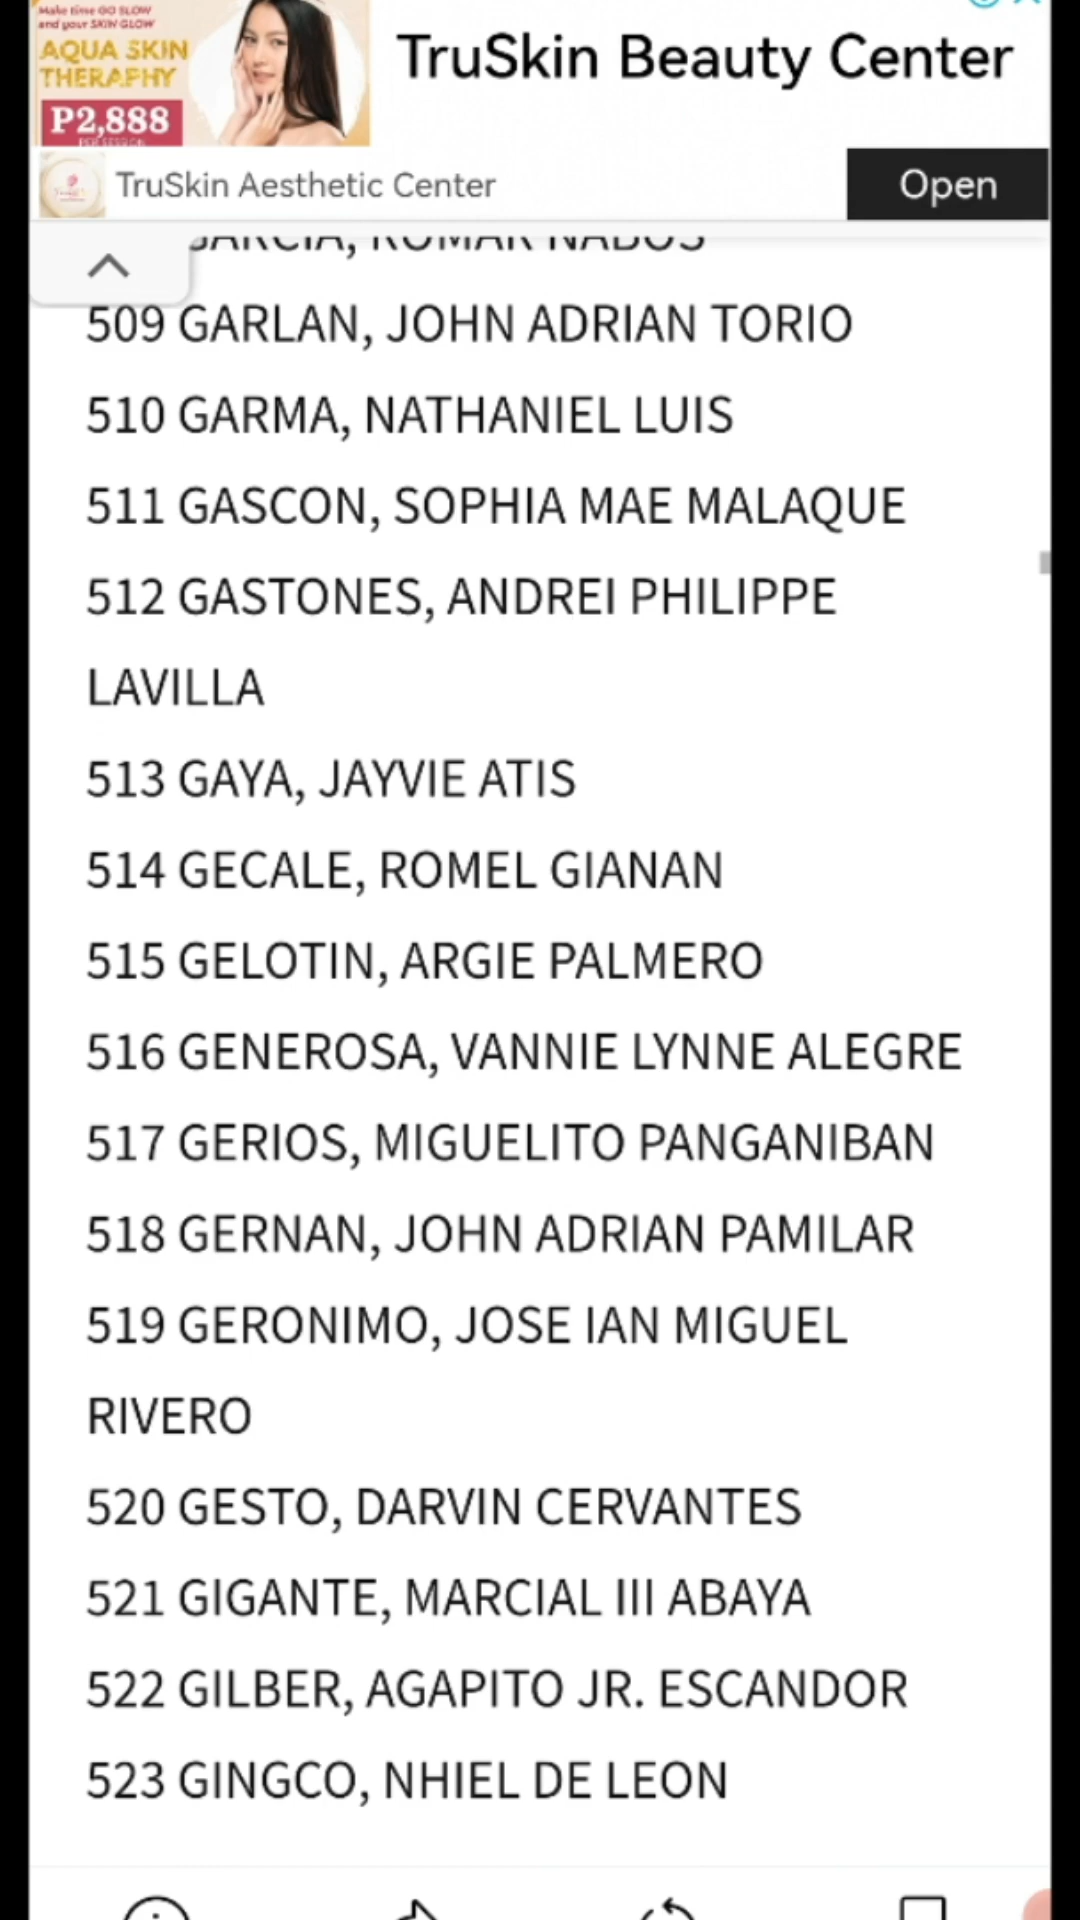 Make time GO SLOW
and your SKIN GLOW
AQUA SKIN
THERAPHY
P2,888
TruSkin Beauty Center
TruSkin Aesthetic Center
Open
GARCIA, ROMAR NABOS
509 GARLAN, JOHN ADRIAN TORIO
510 GARMA, NATHANIEL LUIS
511 GASCON, SOPHIA MAE MALAQUE
512 GASTONES, ANDREI PHILIPPE
LAVILLA
513 GAYA, JAYVIE ATIS
514 GECALE, ROMEL GIANAN
515 GELOTIN, ARGIE PALMERO
516 GENEROSA, VANNIE LYNNE ALEGRE
517 GERIOS, MIGUELITO PANGANIBAN
518 GERNAN, JOHN ADRIAN PAMILAR
519 GERONIMO, JOSE IAN MIGUEL
RIVERO
520 GESTO, DARVIN CERVANTES
521 GIGANTE, MARCIAL III ABAYA
522 GILBER, AGAPITO JR. ESCANDOR
523 GINGCO, NHIEL DE LEON